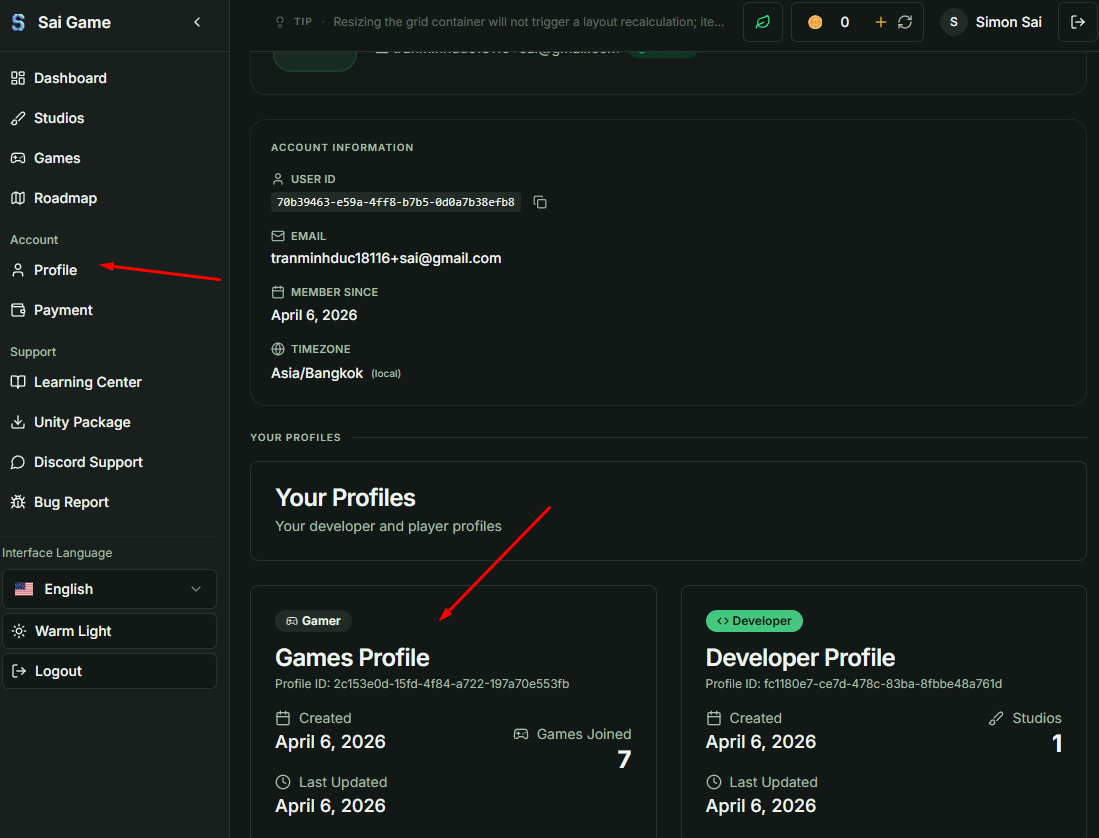 Sai Game
TIP · Resizing the grid container will not trigger a layout recalculation; ite...
0
S Simon Sai
Dashboard
Studios
Games
Roadmap
Account
Profile
Payment
Support
Learning Center
Unity Package
Discord Support
Bug Report
Interface Language
English
Warm Light
Logout
ACCOUNT INFORMATION
USER ID
70b39463-e59a-4ff8-b7b5-0d0a7b38efb8
EMAIL
tranminhduc18116+sai@gmail.com
MEMBER SINCE
April 6, 2026
TIMEZONE
Asia/Bangkok (local)
YOUR PROFILES
Your Profiles
Your developer and player profiles
Gamer
Games Profile
Profile ID: 2c153e0d-15fd-4f84-a722-197a70e553fb
Created
April 6, 2026
Games Joined
7
Last Updated
April 6, 2026
Developer
Developer Profile
Profile ID: fc1180e7-ce7d-478c-83ba-8fbbe48a761d
Created
April 6, 2026
Studios
1
Last Updated
April 6, 2026